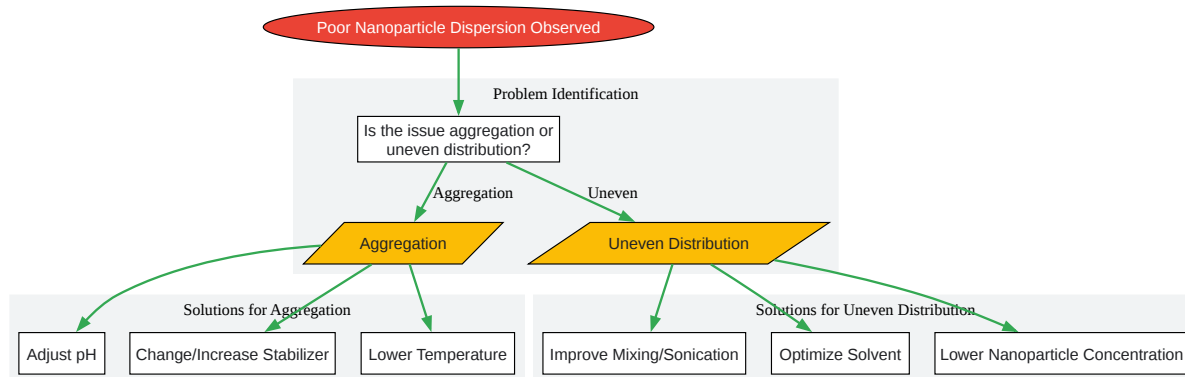 Poor Nanoparticle Dispersion Observed
Problem Identification
Is the issue aggregation or
uneven distribution?
Aggregation
Uneven
Aggregation
Uneven Distribution
Solutions for Aggregation
Solutions for Uneven Distribution
Adjust pH
Change/Increase Stabilizer
Lower Temperature
Improve Mixing/Sonication
Optimize Solvent
Lower Nanoparticle Concentration